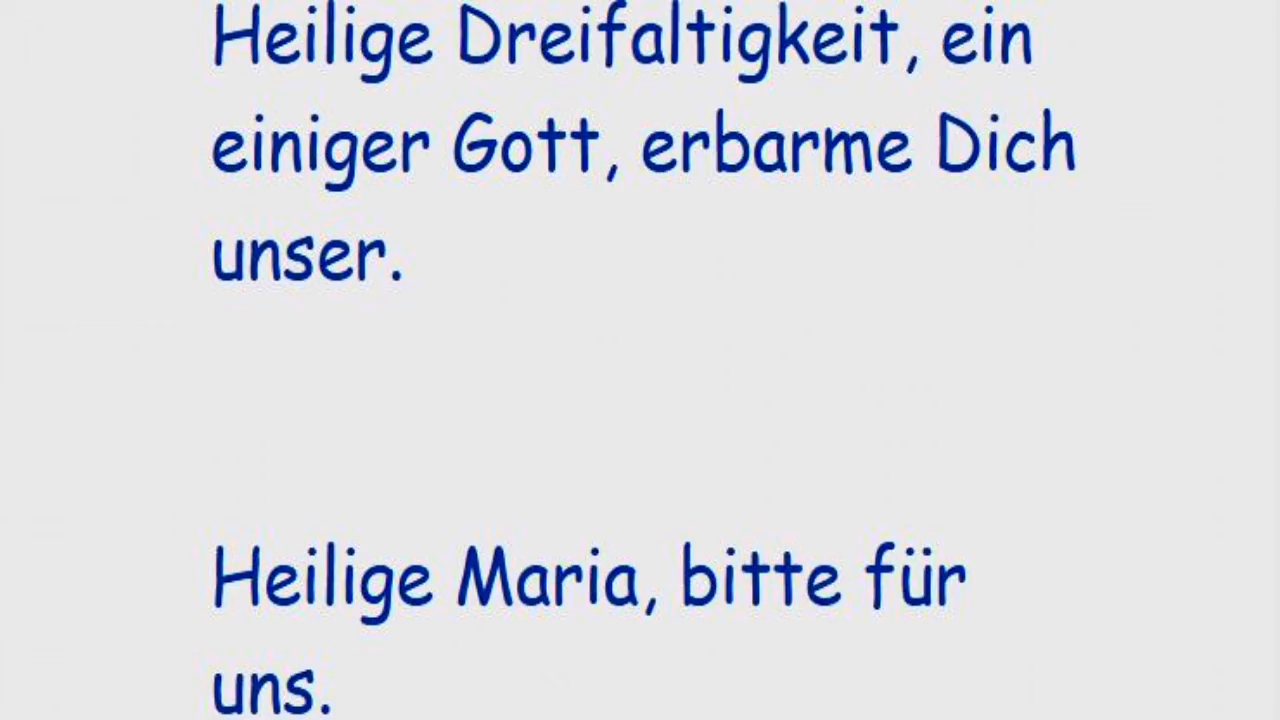 Heilige Dreifaltigkeit, ein
einiger Gott, erbarme Dich
unser.
Heilige Maria, bitte für
uns.